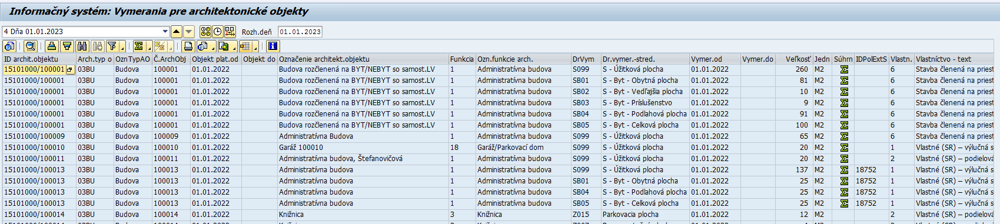 Informačný systém: Vymerania pre architektonické objekty
4 Dňa 01.01.2023 Rozh.deň 01.01.2023
ID archit.objektu Arch.typ o OznTypAO Č.ArchObj Objekt plat.od Objekt do Označenie architekt.objektu Funkcia Ozn.funkcie arch. DrVym Dr.vymer.-stred. Vymer.od Vymer.do Veľkosť Jedn Súhrn IDPolExtS Vlastn. Vlastníctvo - text
15101000/100001 03BU Budova 100001 01.01.2022 Budova rozčlenená na BYT/NEBYT so samost.LV 1 Administratívna budova S099 S - Úžitková plocha 01.01.2022 260 M2 6 Stavba členená na priest
15101000/100001 03BU Budova 100001 01.01.2022 Budova rozčlenená na BYT/NEBYT so samost.LV 1 Administratívna budova SB01 S - Byt - Obytná plocha 01.01.2022 81 M2 6 Stavba členená na priest
15101000/100001 03BU Budova 100001 01.01.2022 Budova rozčlenená na BYT/NEBYT so samost.LV 1 Administratívna budova SB02 S - Byt - Vedľajšia plocha 01.01.2022 10 M2 6 Stavba členená na priest
15101000/100001 03BU Budova 100001 01.01.2022 Budova rozčlenená na BYT/NEBYT so samost.LV 1 Administratívna budova SB03 S - Byt - Príslušenstvo 01.01.2022 9 M2 6 Stavba členená na priest
15101000/100001 03BU Budova 100001 01.01.2022 Budova rozčlenená na BYT/NEBYT so samost.LV 1 Administratívna budova SB04 S - Byt - Podlahová plocha 01.01.2022 91 M2 6 Stavba členená na priest
15101000/100001 03BU Budova 100001 01.01.2022 Budova rozčlenená na BYT/NEBYT so samost.LV 1 Administratívna budova SB05 S - Byt - Celková plocha 01.01.2022 100 M2 6 Stavba členená na priest
15101000/100009 03BU Budova 100009 01.01.2022 Administratívna Budova 1 Administratívna budova S099 S - Úžitková plocha 01.01.2022 65 M2 6 Stavba členená na priest
15101000/100010 03BU Budova 100010 01.01.2022 Garáž 100010 18 Garáž/Parkovací dom S099 S - Úžitková plocha 01.01.2022 20 M2 1 Vlastné (SR) – výlučná s
15101000/100011 03BU Budova 100011 01.01.2022 Administratívna budova, Štefanovičová 1 Administratívna budova S099 S - Úžitková plocha 01.01.2022 20 M2 2 Vlastné (SR) – podielová
15101000/100013 03BU Budova 100013 01.01.2022 Administratívna budova 1 Administratívna budova S099 S - Úžitková plocha 01.01.2022 137 M2 18752 1 Vlastné (SR) – výlučná s
15101000/100013 03BU Budova 100013 01.01.2022 Administratívna budova 1 Administratívna budova SB01 S - Byt - Obytná plocha 01.01.2022 25 M2 18752 1 Vlastné (SR) – výlučná s
15101000/100013 03BU Budova 100013 01.01.2022 Administratívna budova 1 Administratívna budova SB04 S - Byt - Podlahová plocha 01.01.2022 25 M2 18752 1 Vlastné (SR) – výlučná s
15101000/100013 03BU Budova 100013 01.01.2022 Administratívna budova 1 Administratívna budova SB05 S - Byt - Celková plocha 01.01.2022 25 M2 18752 1 Vlastné (SR) – výlučná s
15101000/100014 03BU Budova 100014 01.01.2022 Knižnica 3 Knižnica Z015 Parkovacia plocha 01.01.2022 12 M2 2 Vlastné (SR) – podielová